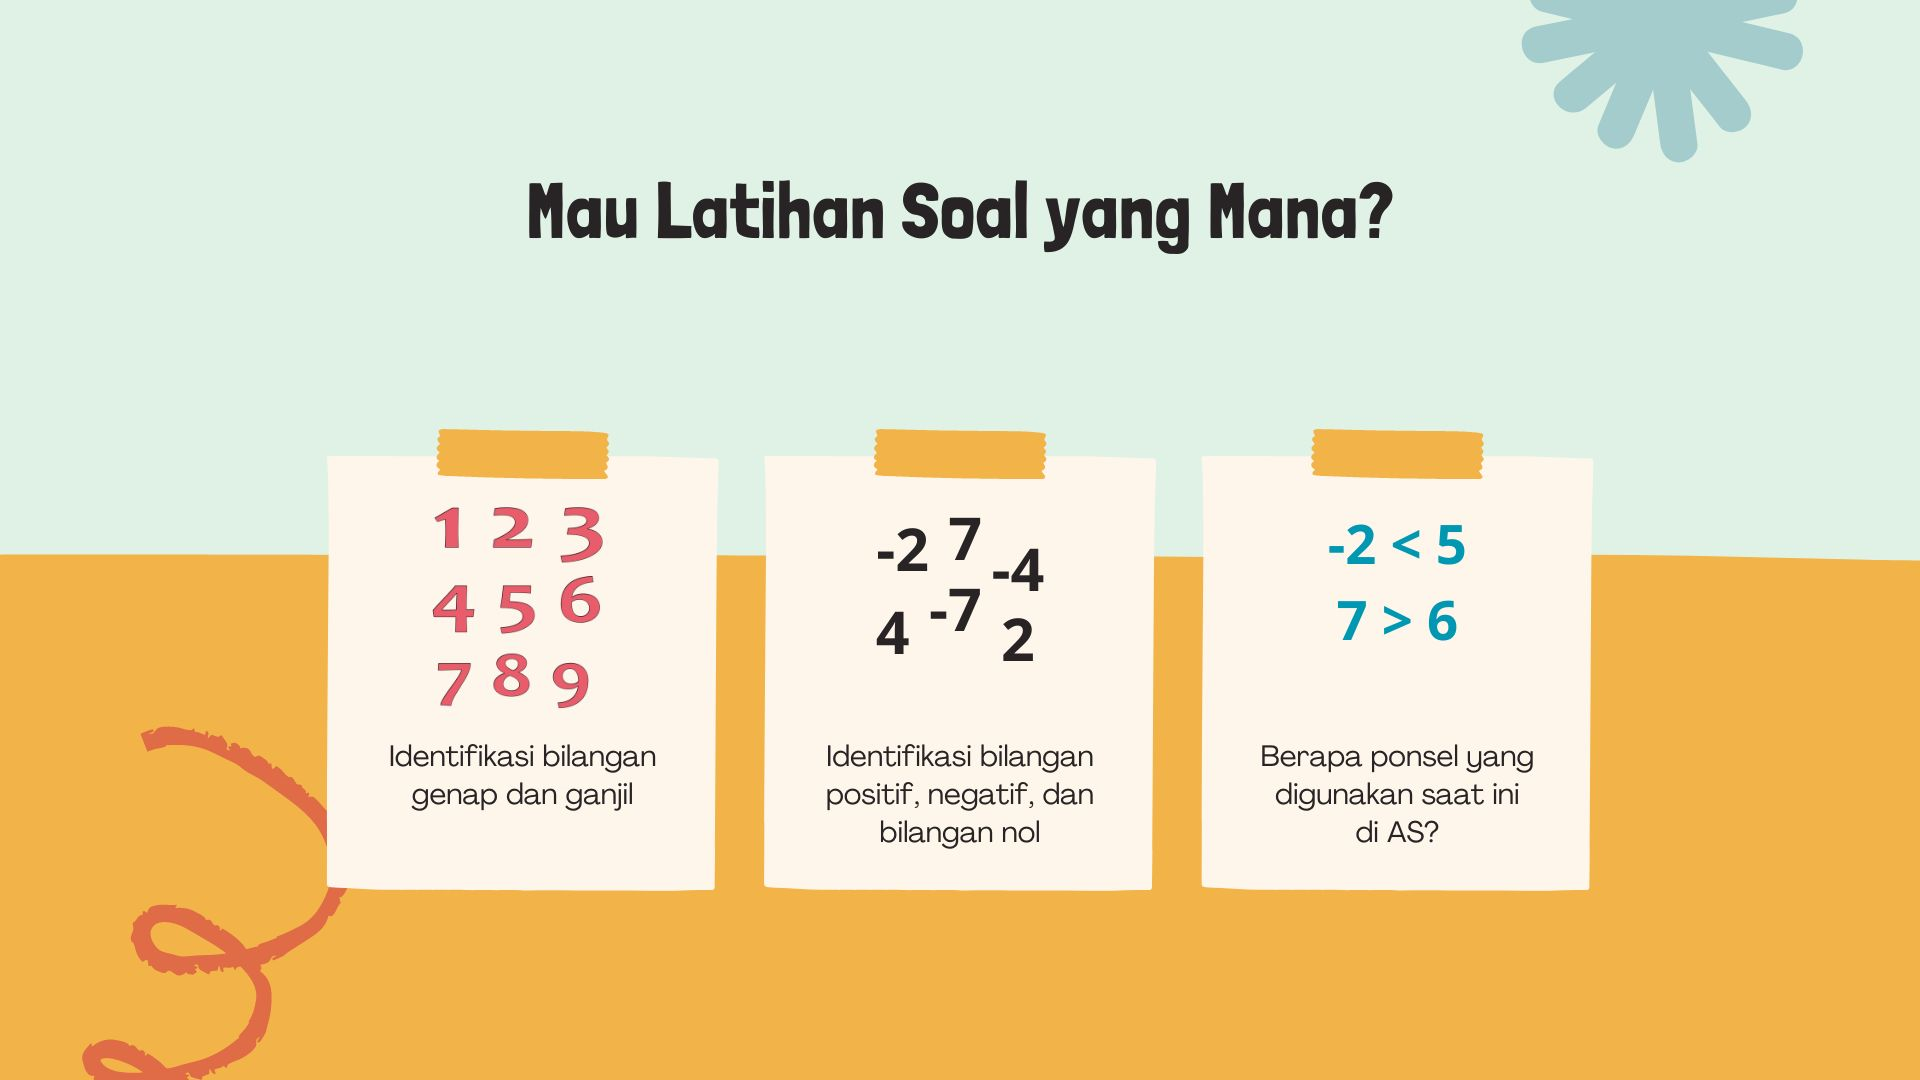 Mau Latihan Soal yang Mana?
1 2 3
4 5 6
7 8 9
Identifikasi bilangan
genap dan ganjil
-2 7 -4
4 -7 2
Identifikasi bilangan
positif, negatif, dan
bilangan nol
-2 < 5
7 > 6
Berapa ponsel yang
digunakan saat ini
di AS?